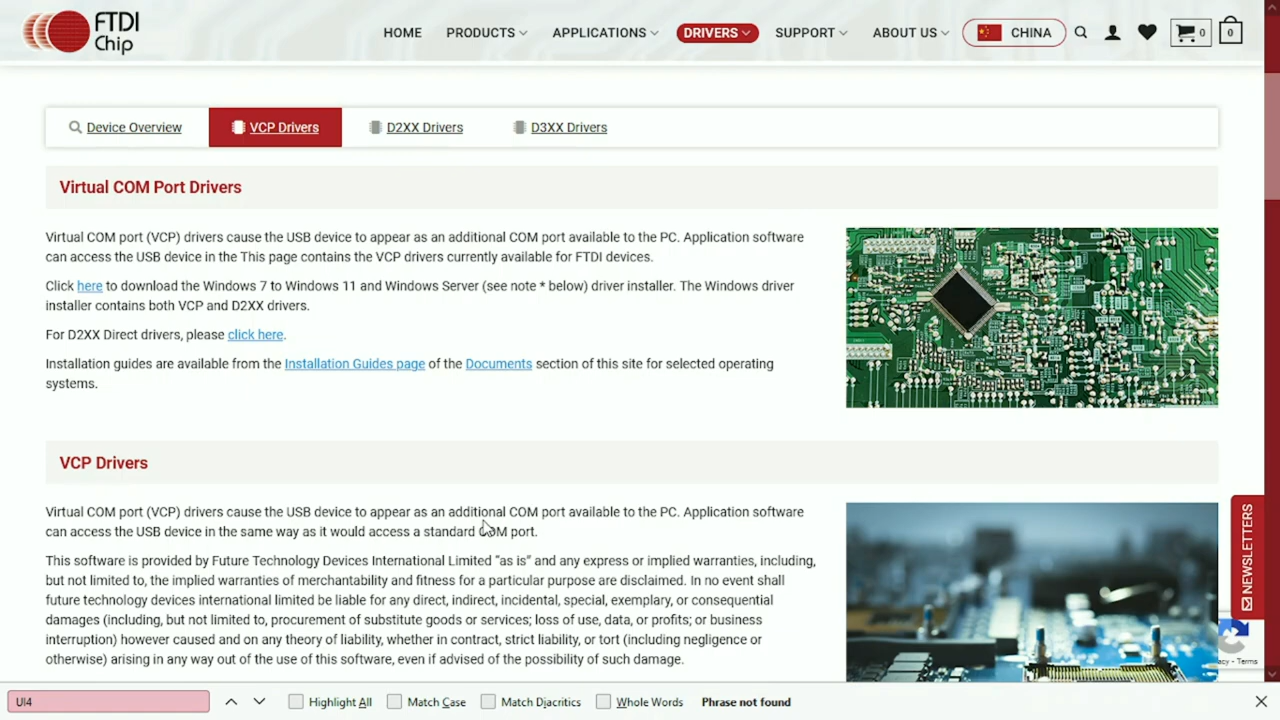 FTDI
Chip
HOME
PRODUCTS
APPLICATIONS
DRIVERS
SUPPORT
ABOUT US
CHINA
0
0
Device Overview
VCP Drivers
D2XX Drivers
D3XX Drivers
Virtual COM Port Drivers
Virtual COM port (VCP) drivers cause the USB device to appear as an additional COM port available to the PC. Application software
can access the USB device in the This page contains the VCP drivers currently available for FTDI devices.
Click here to download the Windows 7 to Windows 11 and Windows Server (see note * below) driver installer. The Windows driver
installer contains both VCP and D2XX drivers.
For D2XX Direct drivers, please click here.
Installation guides are available from the Installation Guides page of the Documents section of this site for selected operating
systems.
VCP Drivers
Virtual COM port (VCP) drivers cause the USB device to appear as an additional COM port available to the PC. Application software
can access the USB device in the same way as it would access a standard COM port.
This software is provided by Future Technology Devices International Limited "as is" and any express or implied warranties, including,
but not limited to, the implied warranties of merchantability and fitness for a particular purpose are disclaimed. In no event shall
future technology devices international limited be liable for any direct, indirect, incidental, special, exemplary, or consequential
damages (including, but not limited to, procurement of substitute goods or services; loss of use, data, or profits; or business
interruption) however caused and on any theory of liability, whether in contract, strict liability, or tort (including negligence or
otherwise) arising in any way out of the use of this software, even if advised of the possibility of such damage.
NEWSLETTERS
acy - Terms
Highlight All
Match Case
Match Diacritics
Whole Words
Phrase not found